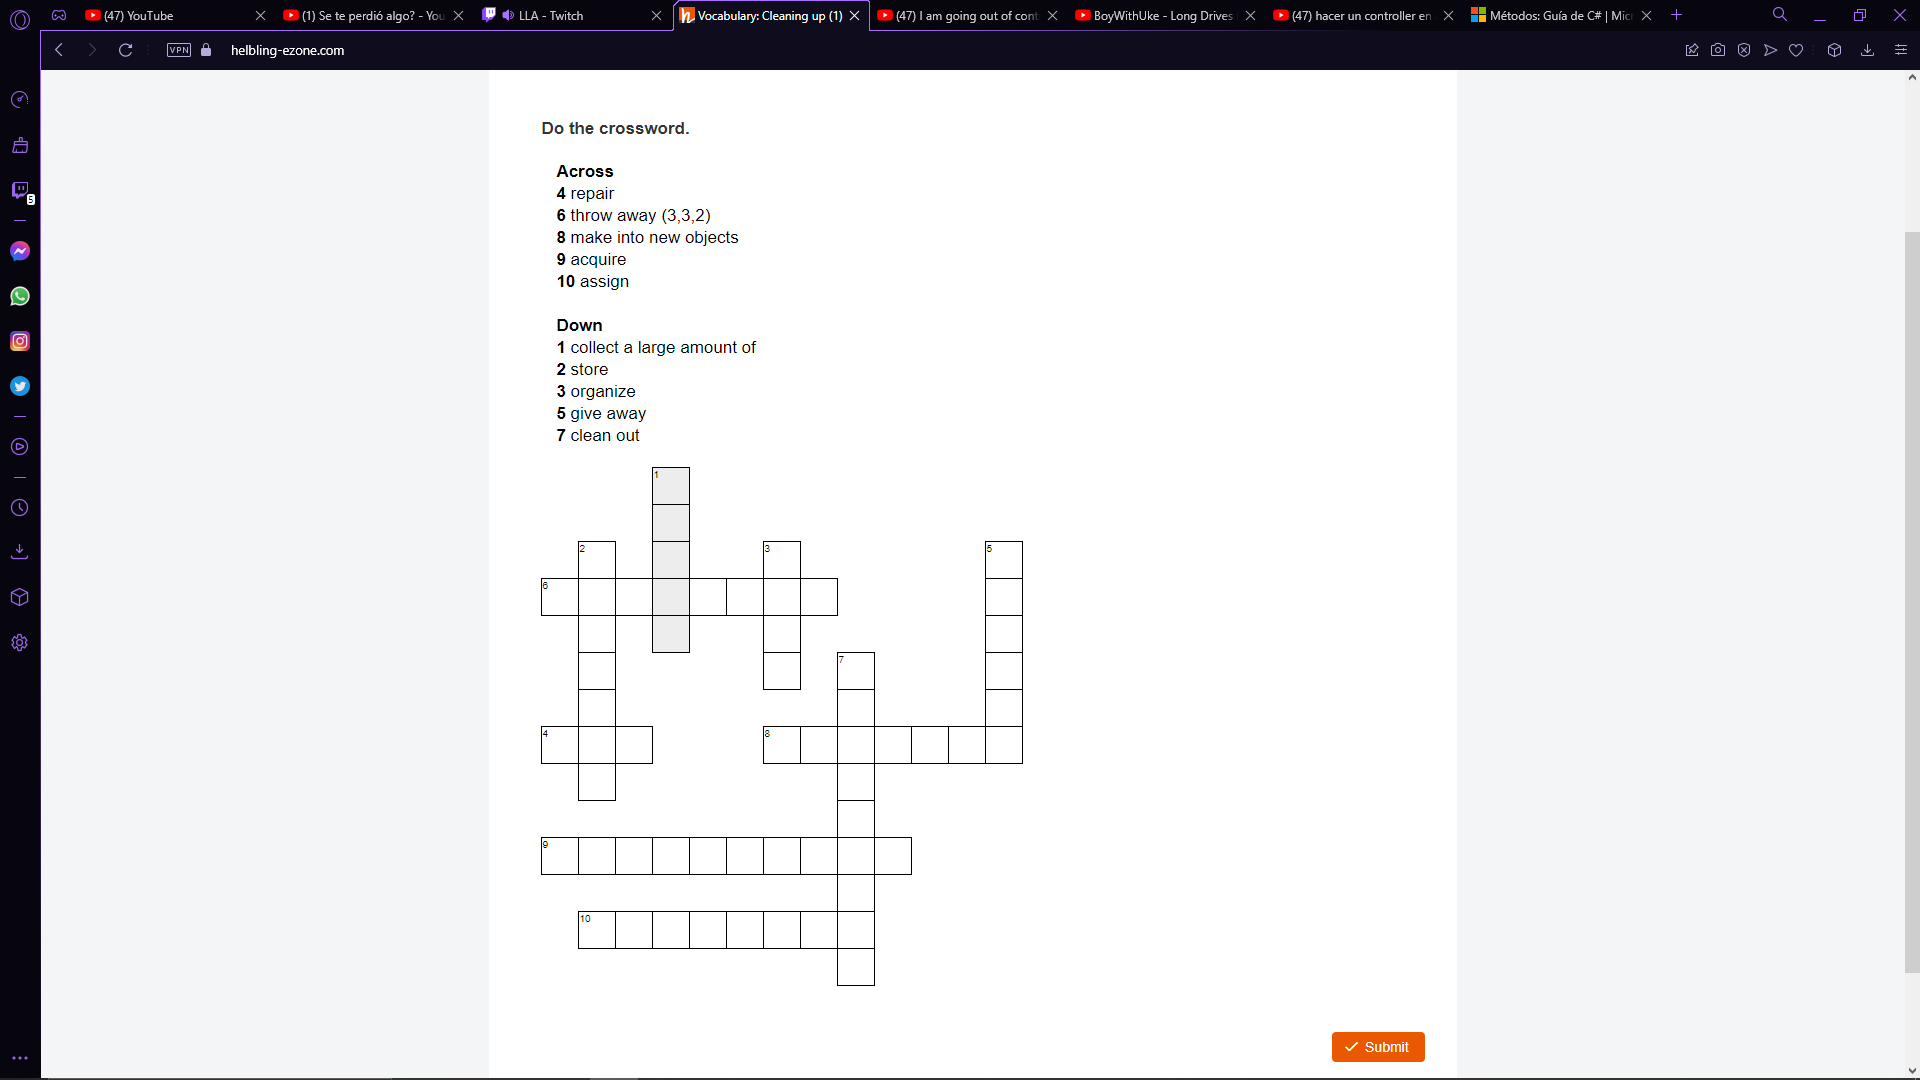 (47) YouTube
(1) Se te perdió algo? - You
LLA - Twitch
Vocabulary: Cleaning up (1)
(47) I am going out of cont
BoyWithUke - Long Drives
(47) hacer un controller en
Métodos: Guía de C# | Mic
VPN
helbling-ezone.com
5
Do the crossword.
Across
4 repair
6 throw away (3,3,2)
8 make into new objects
9 acquire
10 assign
Down
1 collect a large amount of
2 store
3 organize
5 give away
7 clean out
1
2
3
5
6
7
4
8
9
10
Submit